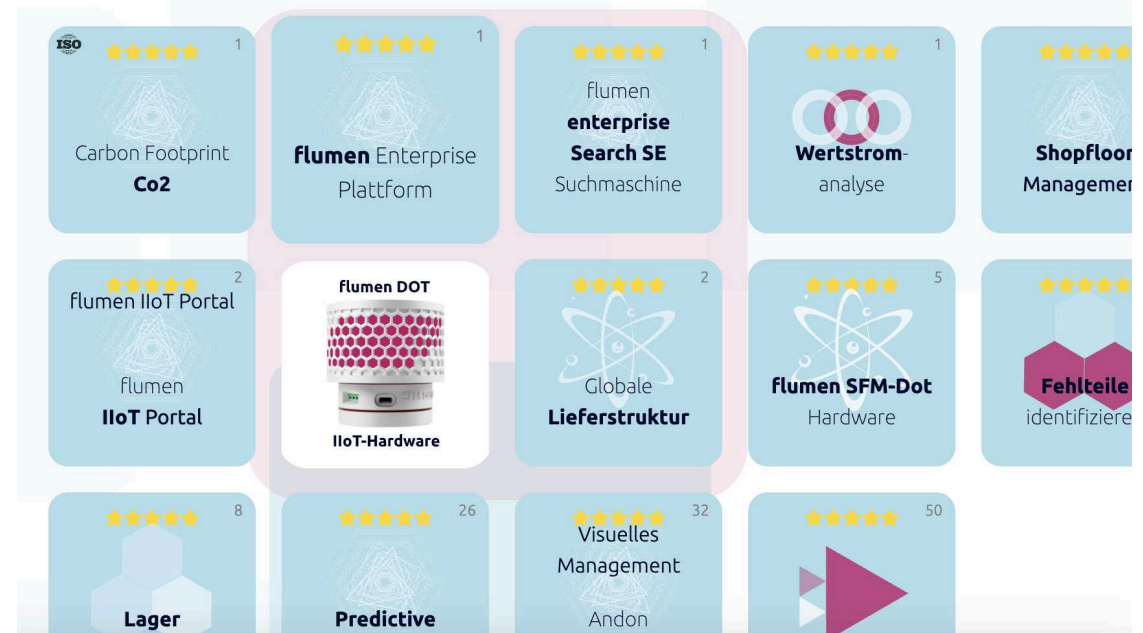 ISO
1
Carbon Footprint
Co2
1
flumen Enterprise
Plattform
1
flumen
enterprise
Search SE
Suchmaschine
1
Wertstrom-
analyse
Shopfloor
2
flumen IIoT Portal
flumen
IIoT Portal
flumen DOT
IIoT-Hardware
2
Globale
Lieferstruktur
5
flumen SFM-Dot
Hardware
Fehlteile
8
Lager
26
Predictive
32
Visuelles
Management
Andon
50